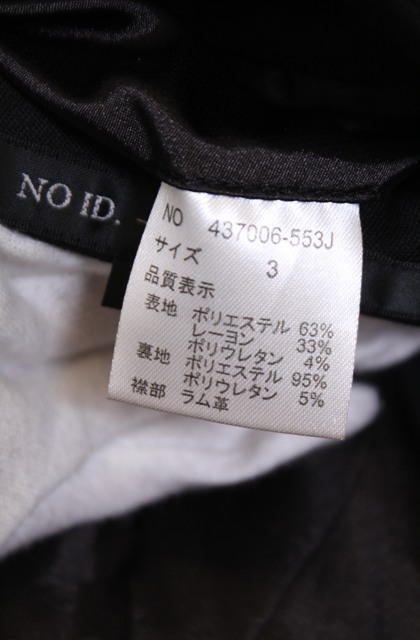 NO ID.
NO 437006-553J
サイズ 3
品質表示
表地 ポリエステル 63%
レーヨン 33%
ポリウレタン 4%
裏地 ポリエステル 95%
ポリウレタン 5%
襟部 ラム革